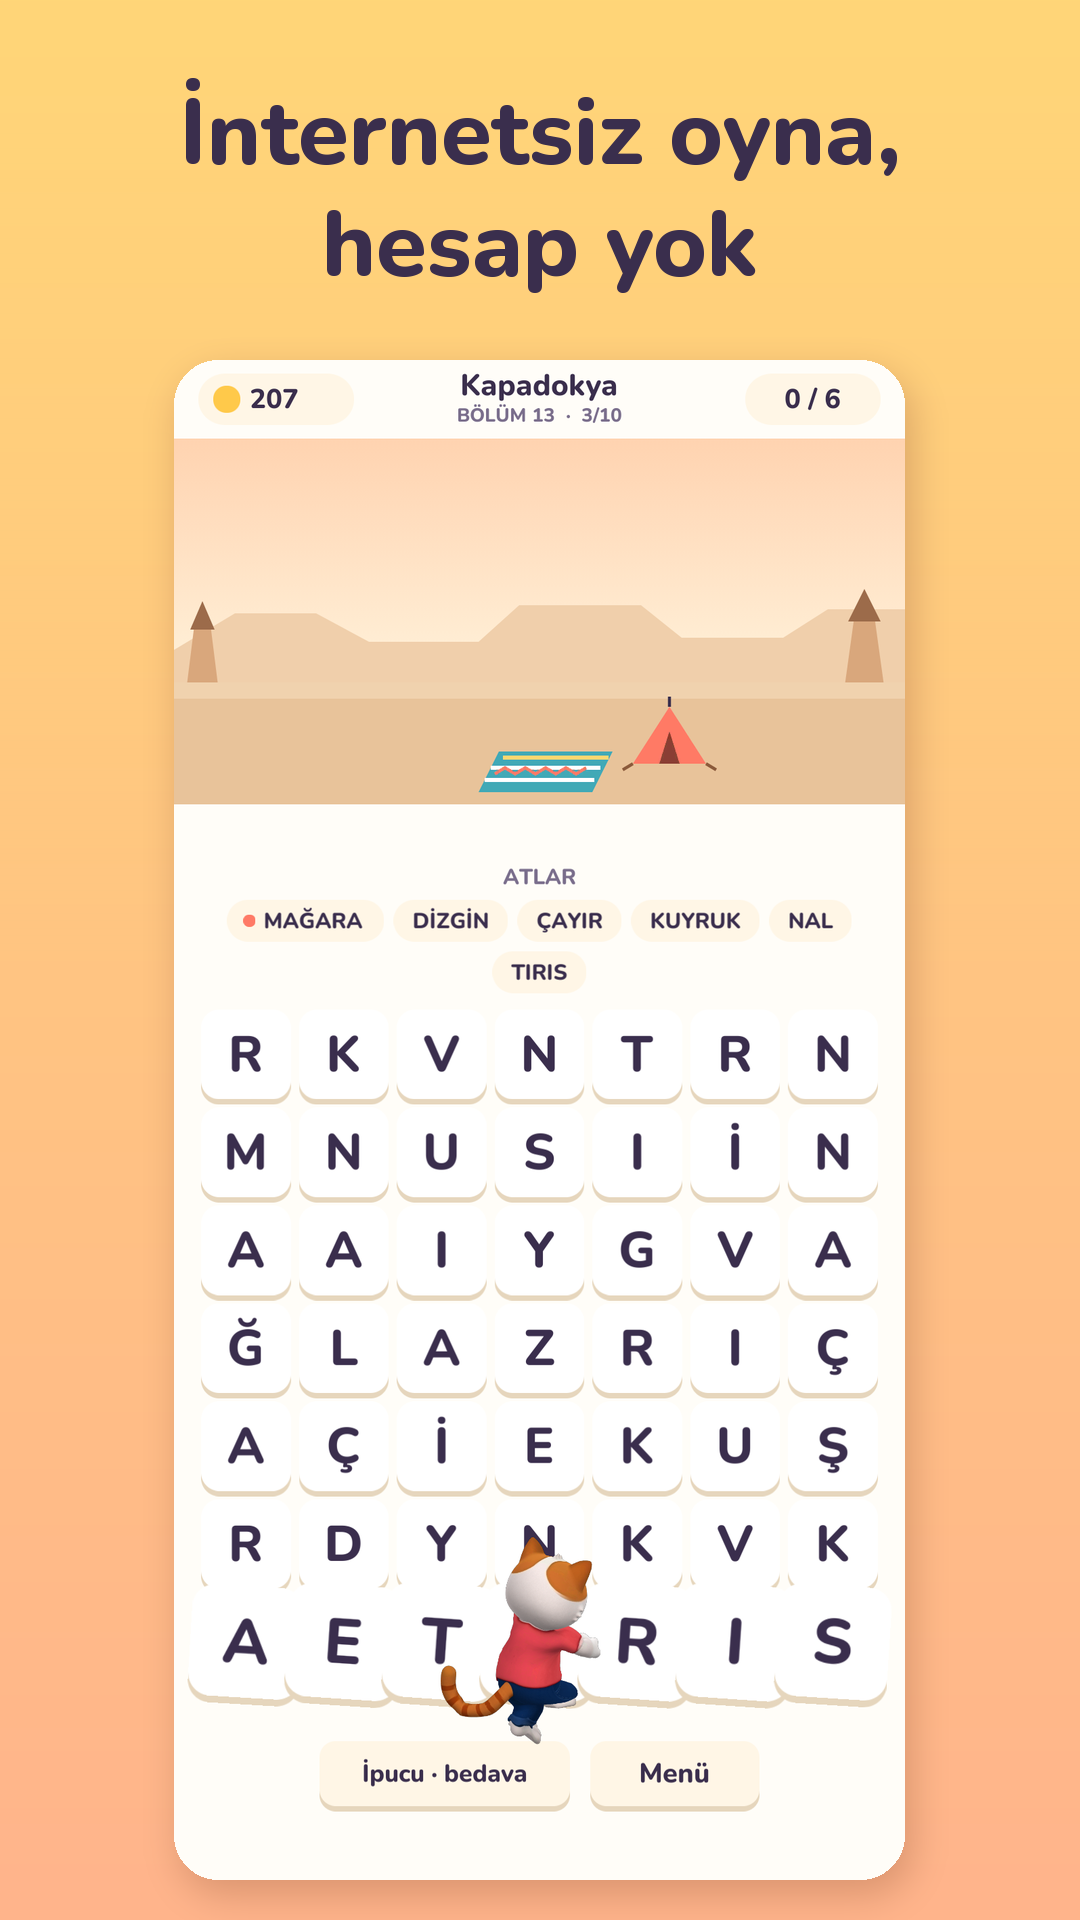 İnternetsiz oyna,
hesap yok
207
Kapadokya
BÖLÜM 13 · 3/10
0 / 6
ATLAR
MAĞARA DİZGİN ÇAYIR KUYRUK NAL
TIRIS
R K V N T R N
M N U S I İ N
A A I Y G V A
Ğ L A Z R I Ç
A Ç İ E K U Ş
R D Y N K V K
A E T R I S
İpucu · bedava
Menü